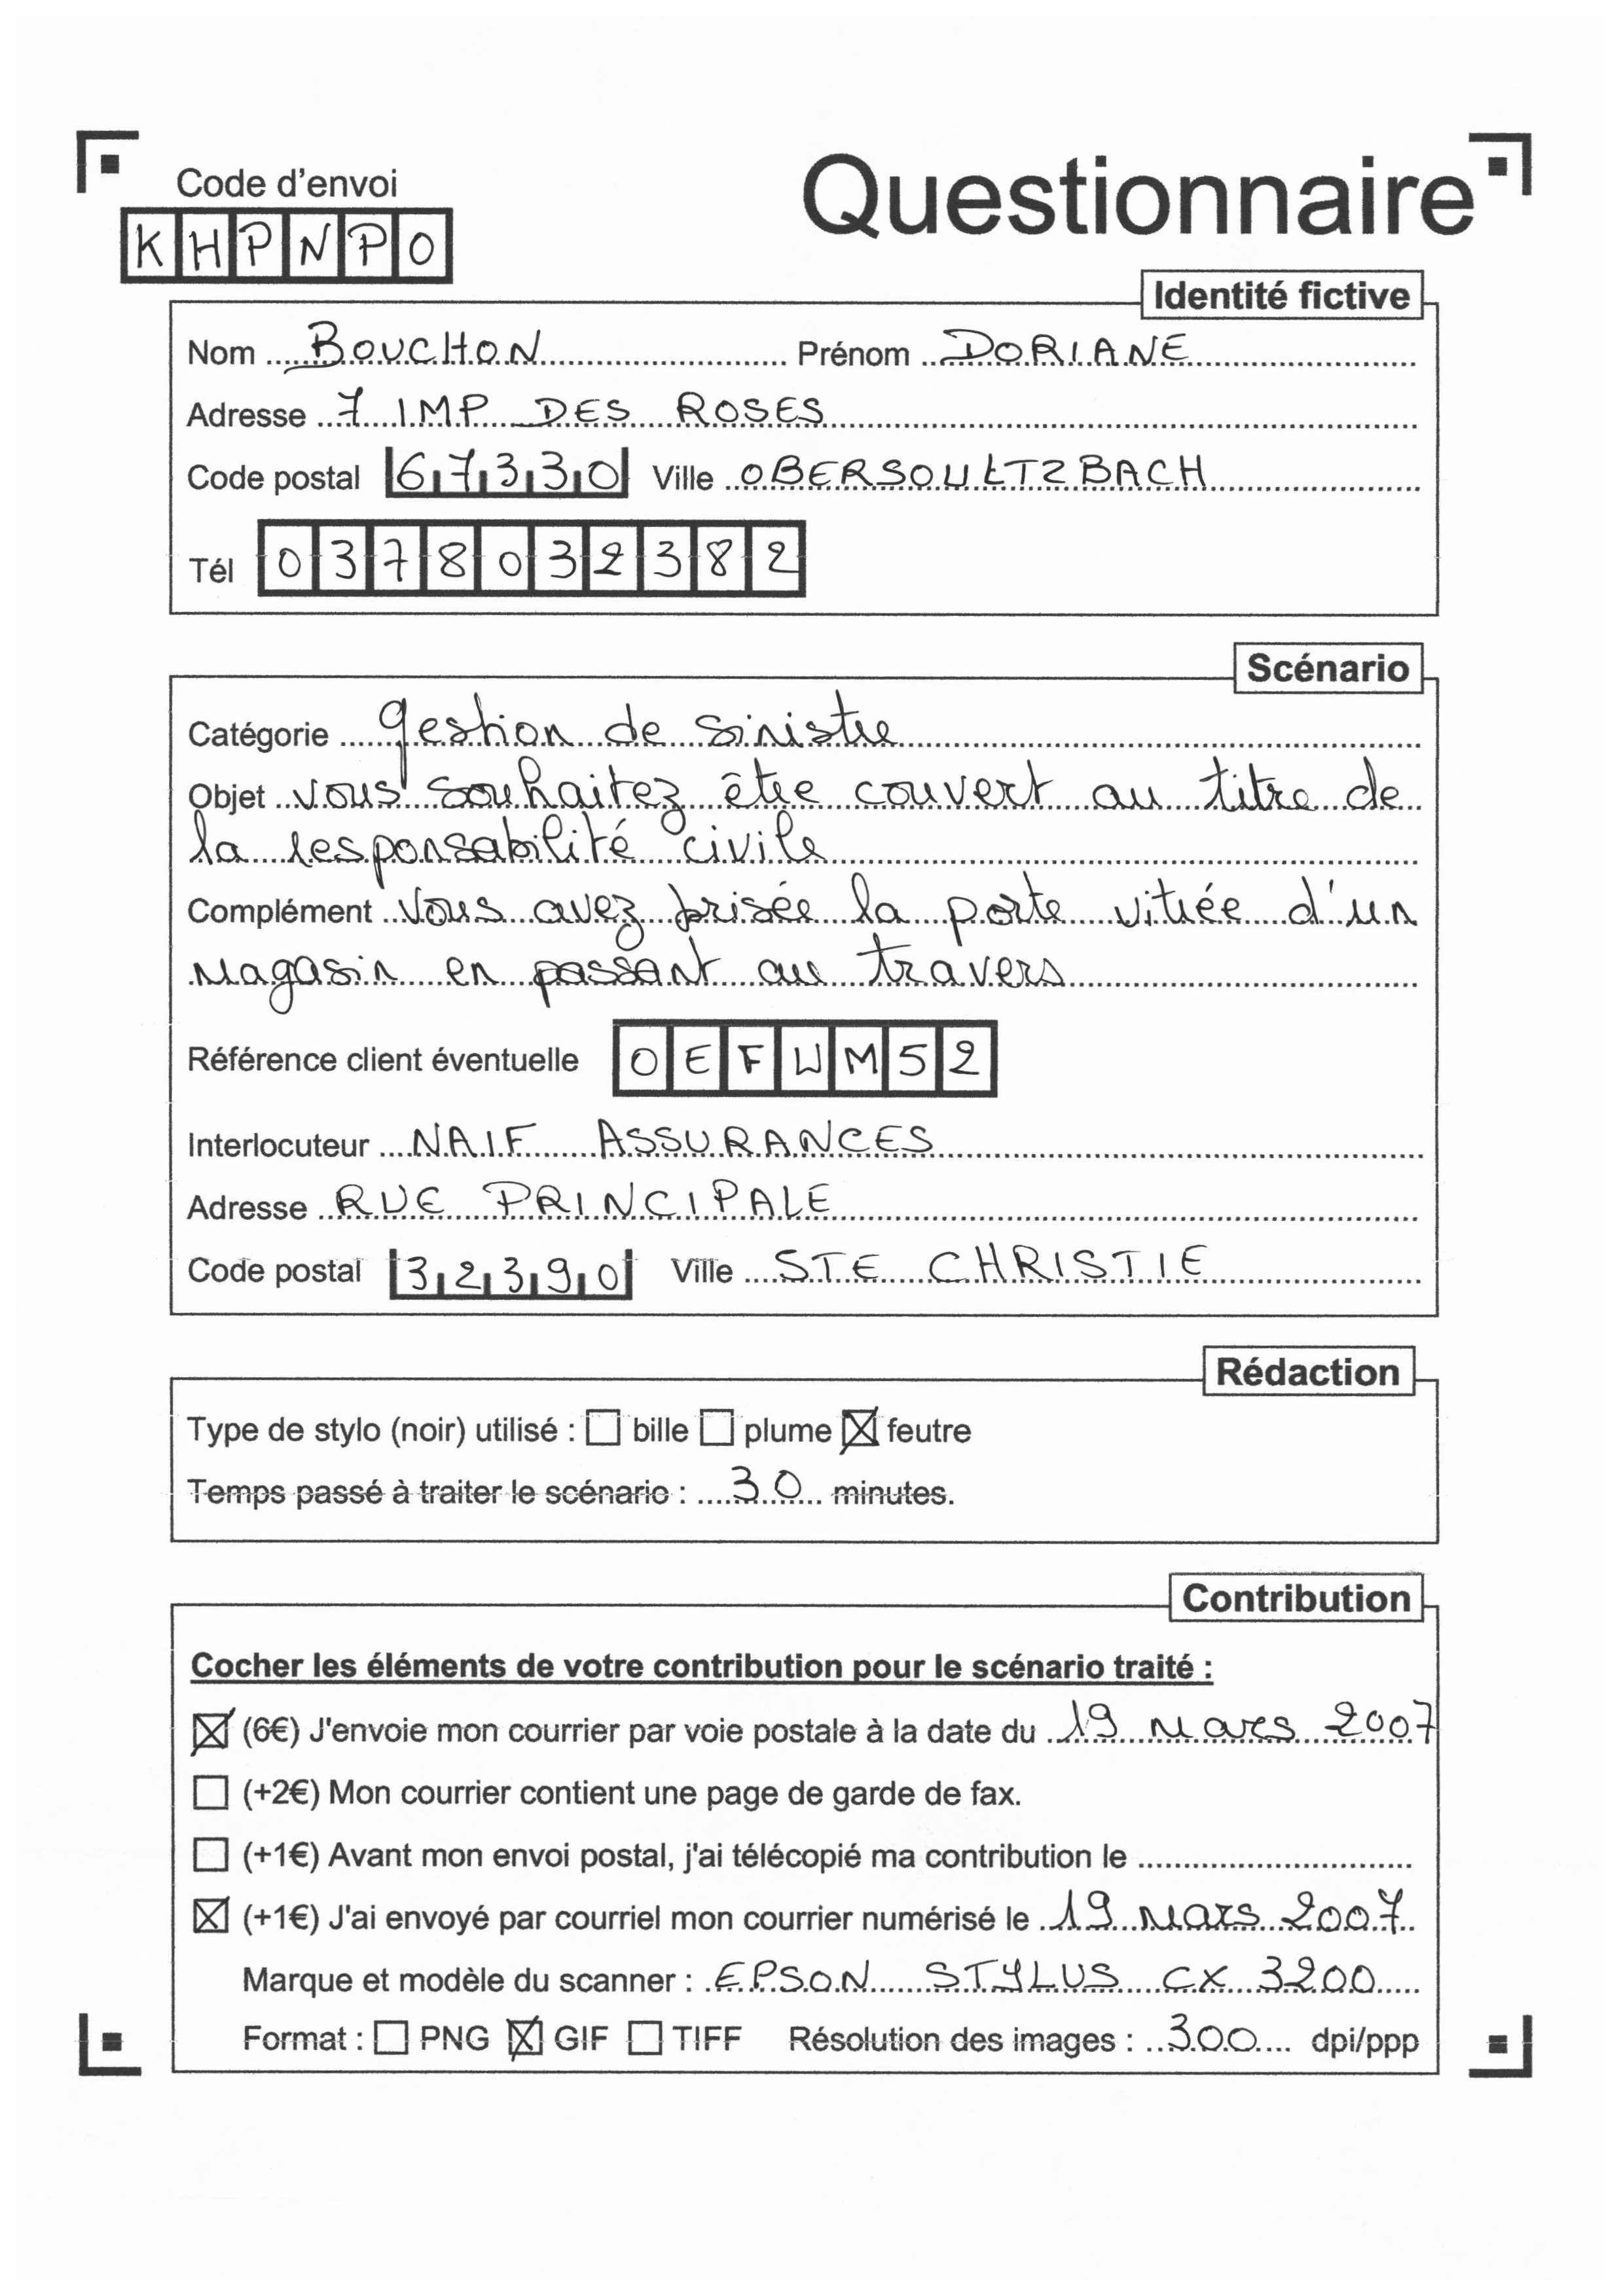 Code d'envoi
KHPNPO
Questionnaire
Identité fictive
Nom BOUCHON Prénom DORIANE
Adresse 7 IMP DES ROSES
Code postal 67330 Ville OBERSOULTZBACH
Tél 0378032382
Scénario
Catégorie gestion de sinistre
Objet vous souhaitez être couvert au titre de
la responsabilité civile
Complément Vous avez brisée la porte vitrée d'un
magasin en passant au travers
Référence client éventuelle OEFWM52
Interlocuteur NAIF ASSURANCES
Adresse RUE PRINCIPALE
Code postal 32390 Ville STE CHRISTIE
Rédaction
Type de stylo (noir) utilisé : ☐ bille ☐ plume ☒ feutre
Temps passé à traiter le scénario : 30 minutes.
Contribution
Cocher les éléments de votre contribution pour le scénario traité :
☒ (6€) J'envoie mon courrier par voie postale à la date du 19 mars 2007
☐ (+2€) Mon courrier contient une page de garde de fax.
☐ (+1€) Avant mon envoi postal, j'ai télécopié ma contribution le
☒ (+1€) J'ai envoyé par courriel mon courrier numérisé le 19 mars 2007
Marque et modèle du scanner : EPSON STYLUS CX 3200
Format : ☐ PNG ☒ GIF ☐ TIFF Résolution des images : 300 dpi/ppp